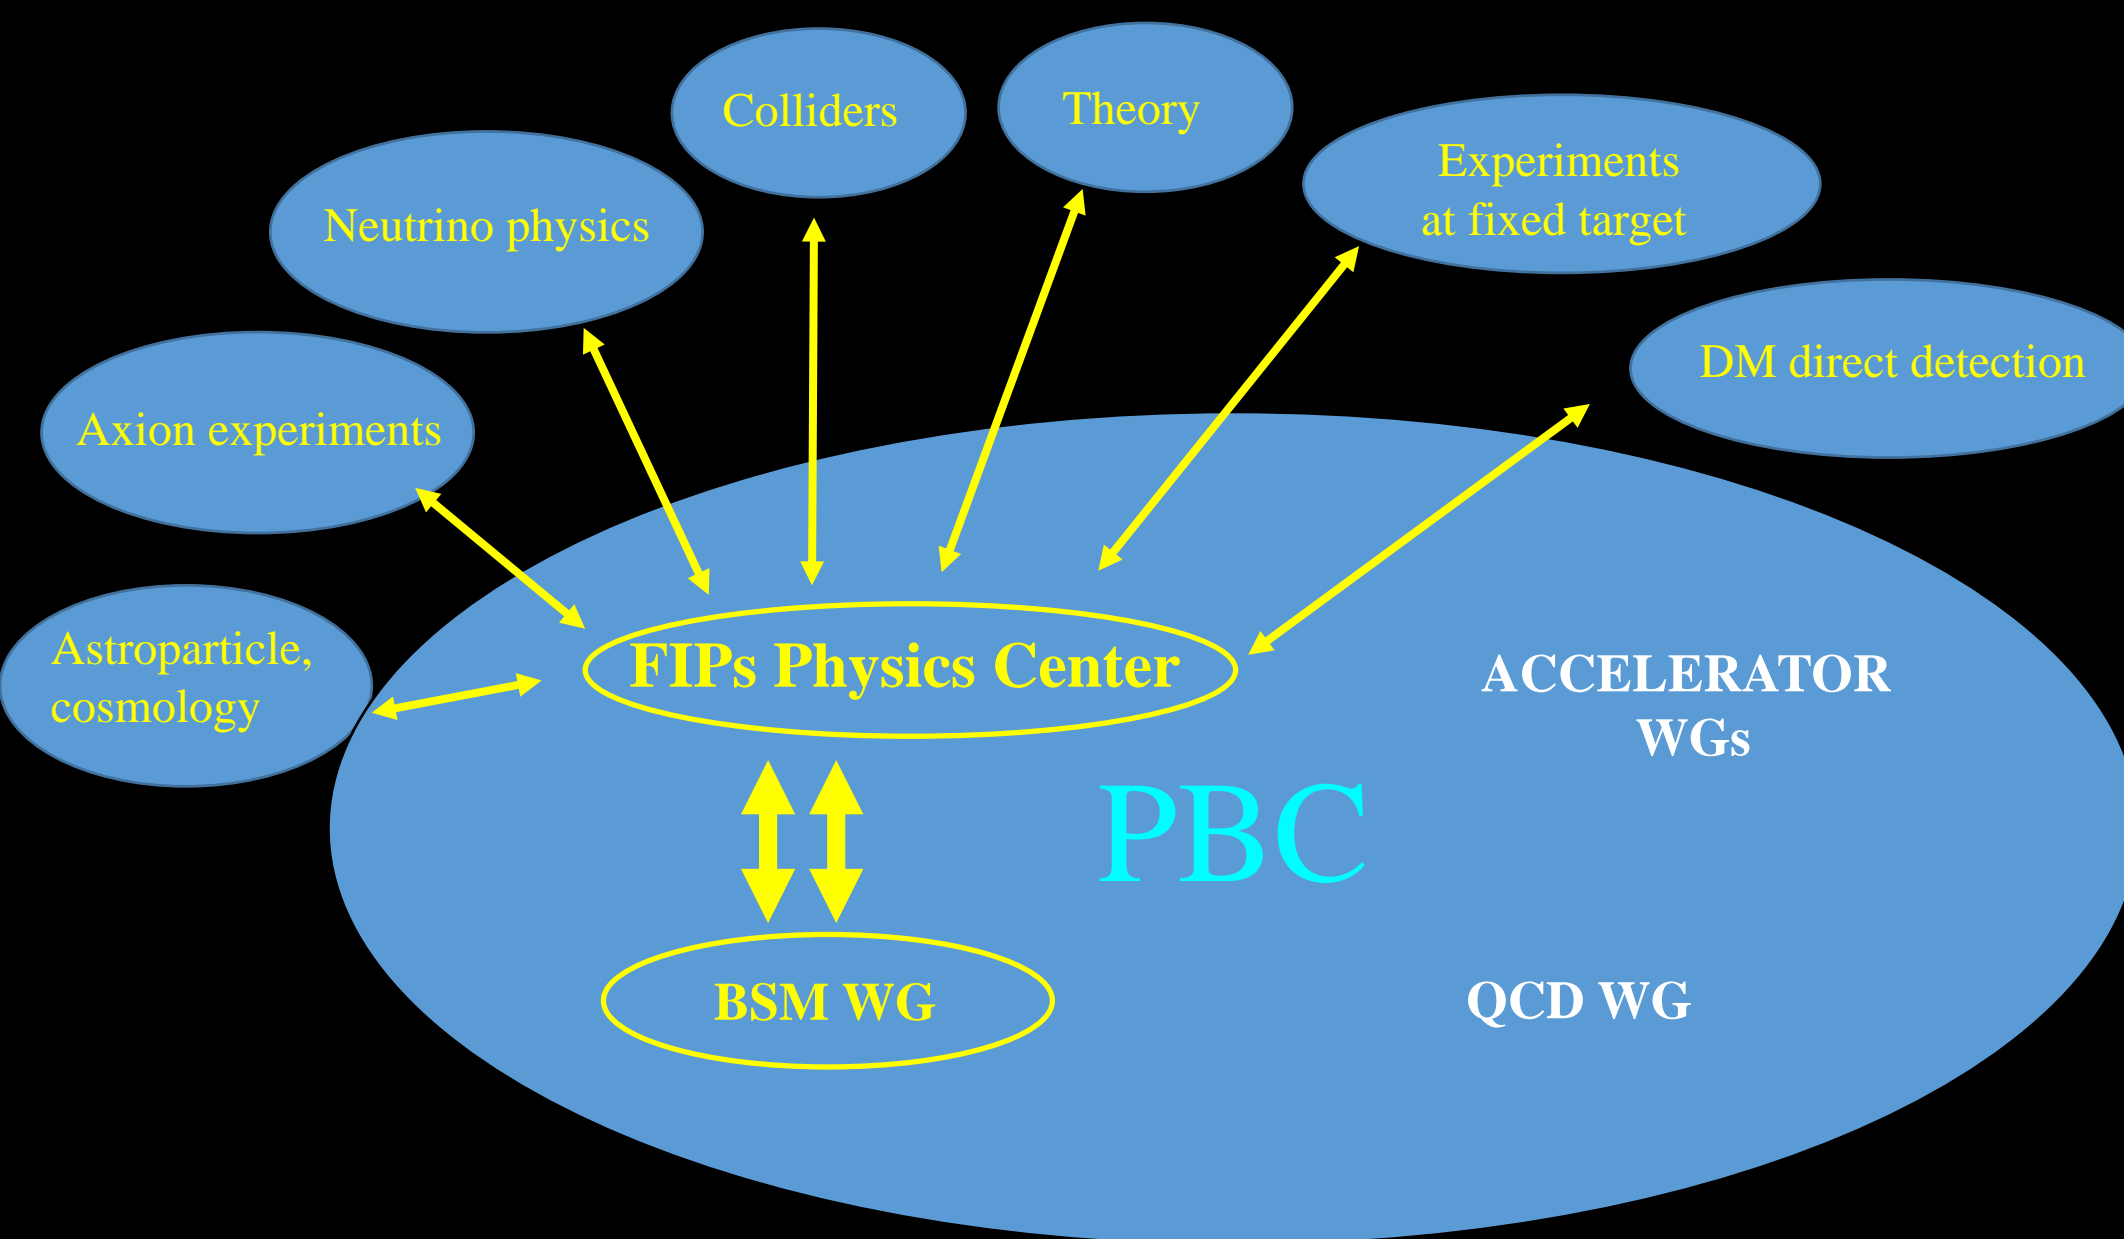 Colliders
Theory
Experiments
at fixed target
Neutrino physics
DM direct detection
Axion experiments
Astroparticle,
cosmology
FIPs Physics Center
ACCELERATOR
WGs
PBC
BSM WG
QCD WG